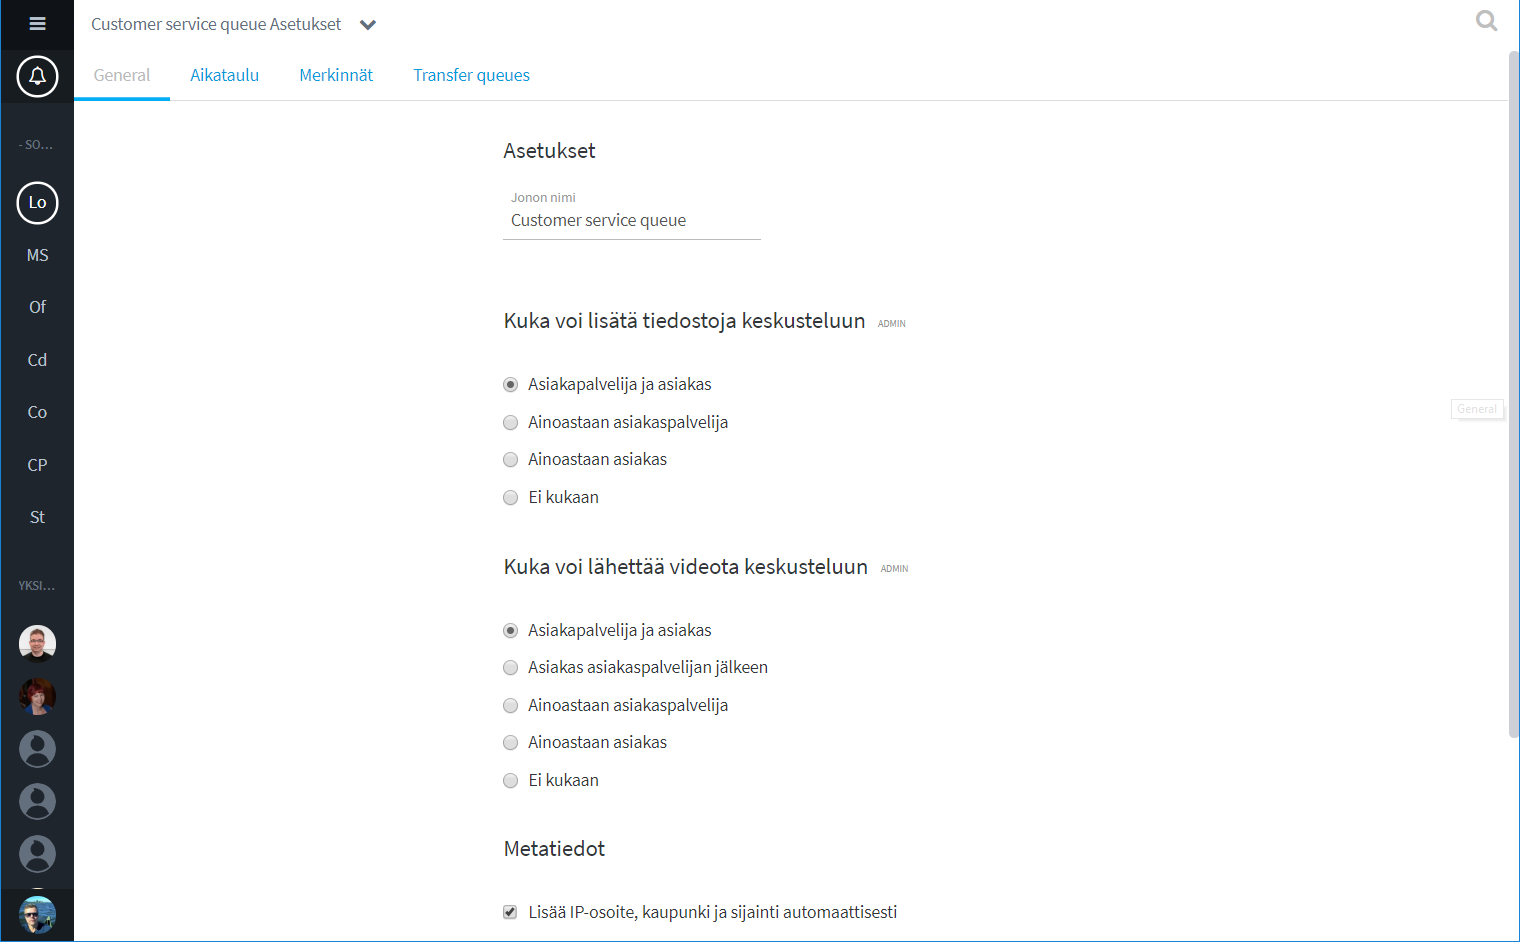 Customer service queue Asetukset
General
Aikataulu
Merkinnät
Transfer queues
- SO...
Lo
MS
Of
Cd
Co
CP
St
YKSI...
Asetukset
Jonon nimi
Customer service queue
Kuka voi lisätä tiedostoja keskusteluun ADMIN
Asiakapalvelija ja asiakas
Ainoastaan asiakaspalvelija
Ainoastaan asiakas
Ei kukaan
General
Kuka voi lähettää videota keskusteluun ADMIN
Asiakapalvelija ja asiakas
Asiakas asiakaspalvelijan jälkeen
Ainoastaan asiakaspalvelija
Ainoastaan asiakas
Ei kukaan
Metatiedot
Lisää IP-osoite, kaupunki ja sijainti automaattisesti